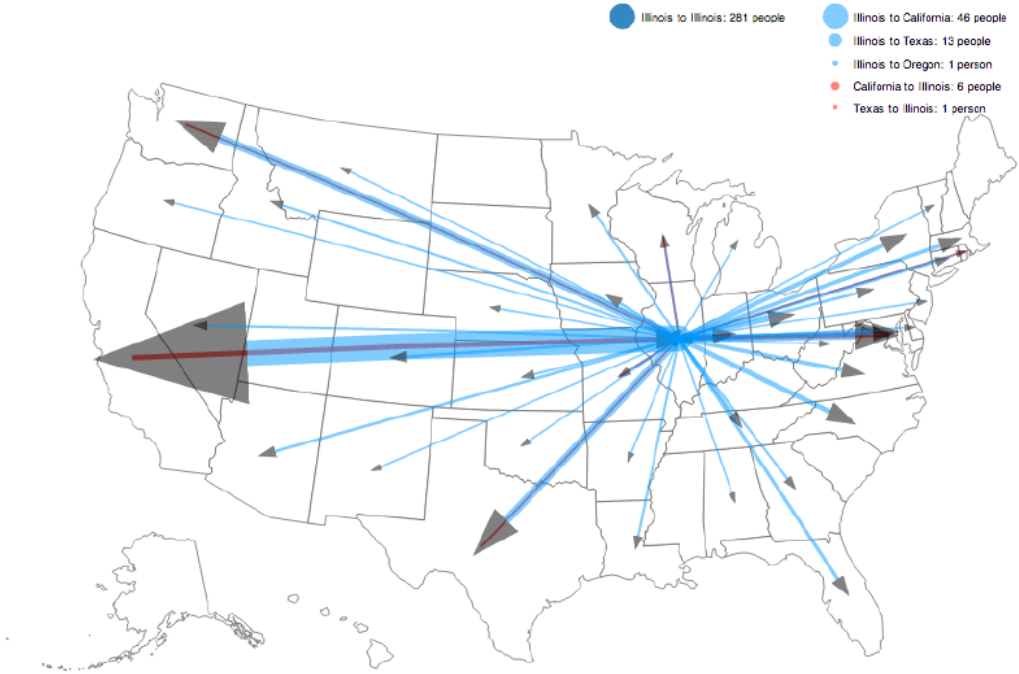 Illinois to Illinois: 281 people
Illinois to California: 46 people
Illinois to Texas: 13 people
Illinois to Oregon: 1 person
California to Illinois: 6 people
Texas to Illinois: 1 person